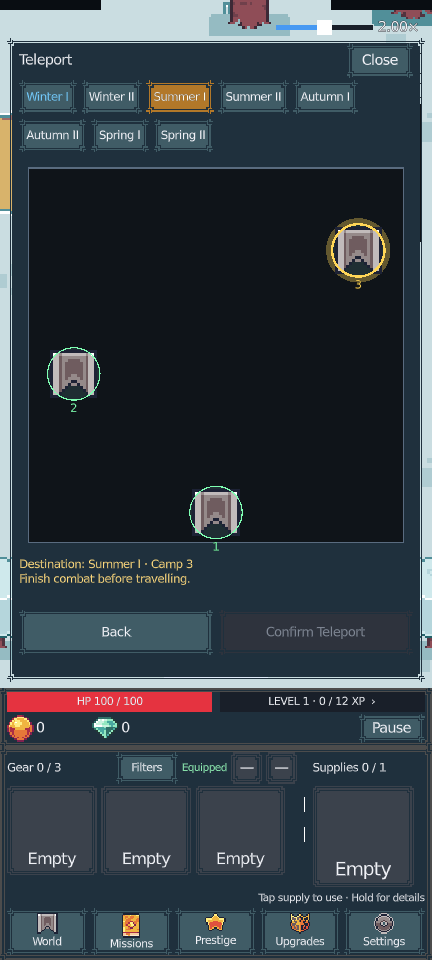 2.00×
Teleport
Close
Winter I
Winter II
Summer I
Summer II
Autumn I
Autumn II
Spring I
Spring II
3
2
1
Destination: Summer I · Camp 3
Finish combat before travelling.
Back
Confirm Teleport
HP 100 / 100
LEVEL 1 · 0 / 12 XP ›
0
0
Pause
Gear 0 / 3
Filters
Equipped
—
—
Supplies 0 / 1
Empty
Empty
Empty
Empty
Tap supply to use · Hold for details
World
Missions
Prestige
Upgrades
Settings